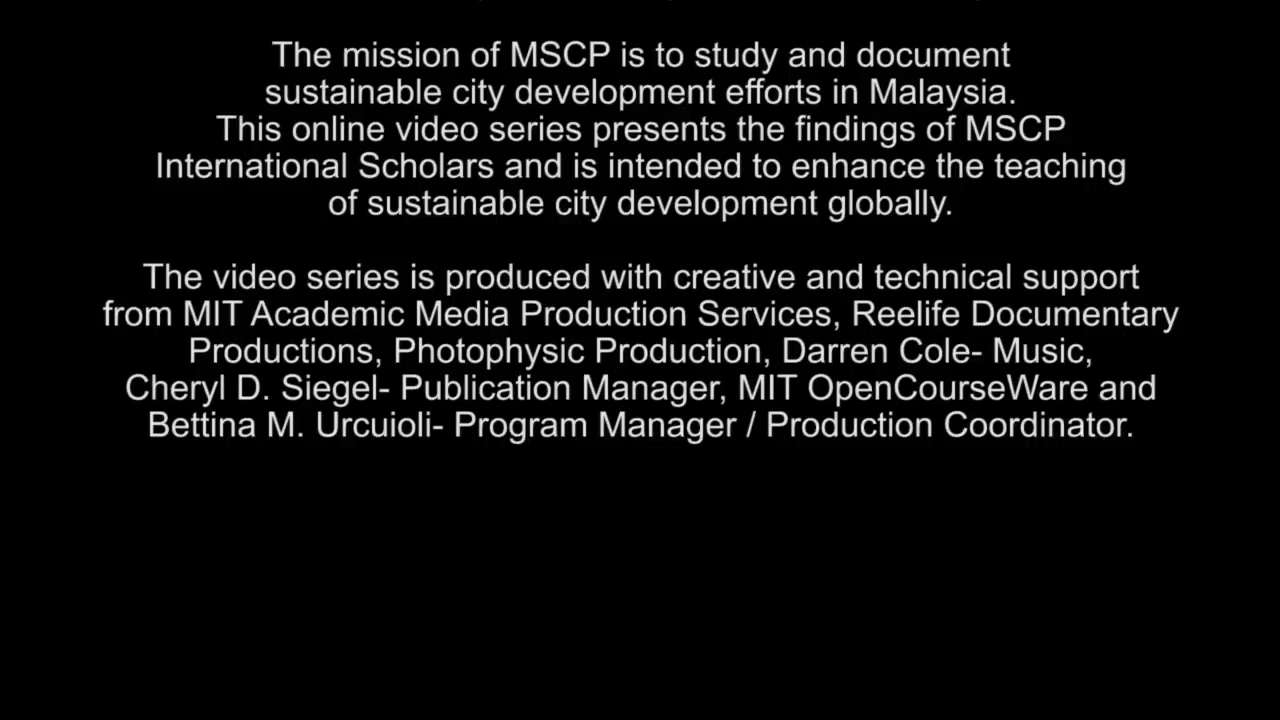 The mission of MSCP is to study and document
sustainable city development efforts in Malaysia.
This online video series presents the findings of MSCP
International Scholars and is intended to enhance the teaching
of sustainable city development globally.
The video series is produced with creative and technical support
from MIT Academic Media Production Services, Reelife Documentary
Productions, Photophysic Production, Darren Cole- Music,
Cheryl D. Siegel- Publication Manager, MIT OpenCourseWare and
Bettina M. Urcuioli- Program Manager / Production Coordinator.